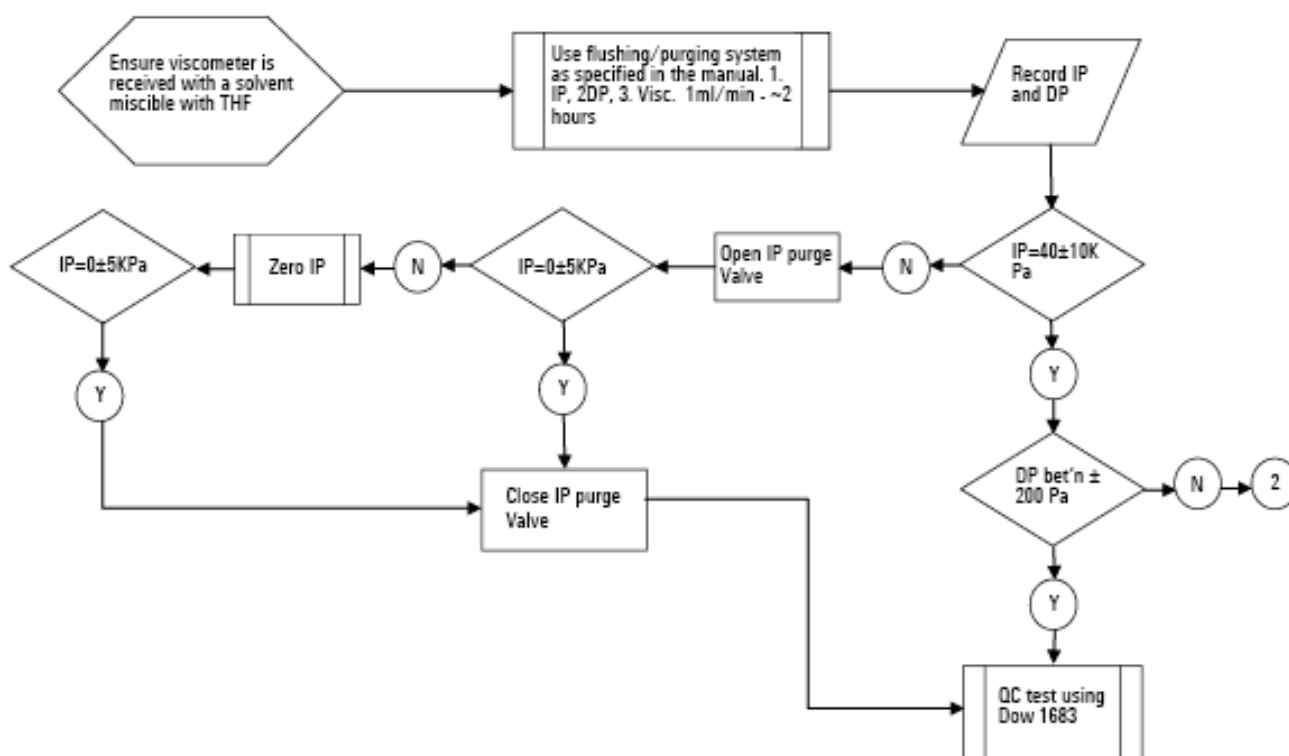 Ensure viscometer is
received with a solvent
miscible with THF
Use flushing/purging system
as specified in the manual. 1.
IP, 2DP, 3. Visc. 1ml/min - ~2
hours
Record IP
and DP
IP=0±5KPa
Zero IP
N
IP=0±5KPa
Open IP purge
Valve
N
IP=40±10K
Pa
Y
Y
Y
Close IP purge
Valve
DP bet'n ±
200 Pa
N
2
Y
QC test using
Dow 1683